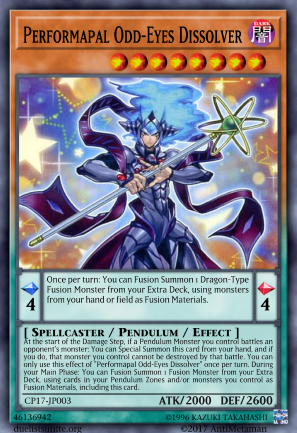 Performapal Odd-Eyes Dissolver
DARK
闇
Once per turn: You can Fusion Summon 1 Dragon-Type
Fusion Monster from your Extra Deck, using monsters
from your hand or field as Fusion Materials.
4
4
[ Spellcaster / Pendulum / Effect ]
At the start of the Damage Step, if a Pendulum Monster you control battles an
opponent's monster: You can Special Summon this card from your hand, and if
you do, that monster you control cannot be destroyed by that battle. You can
only use this effect of "Performapal Odd-Eyes Dissolver" once per turn. During
your Main Phase: You can Fusion Summon 1 Fusion Monster from your
Extra Deck, using cards in your Pendulum Zones and/or monsters you control as
Fusion Materials, including this card.
CP17-JP003
ATK/2000 DEF/2600
46136942
©1996 KAZUKI TAKAHASHI
duelistsunite.org
©2017 AntiMetaman